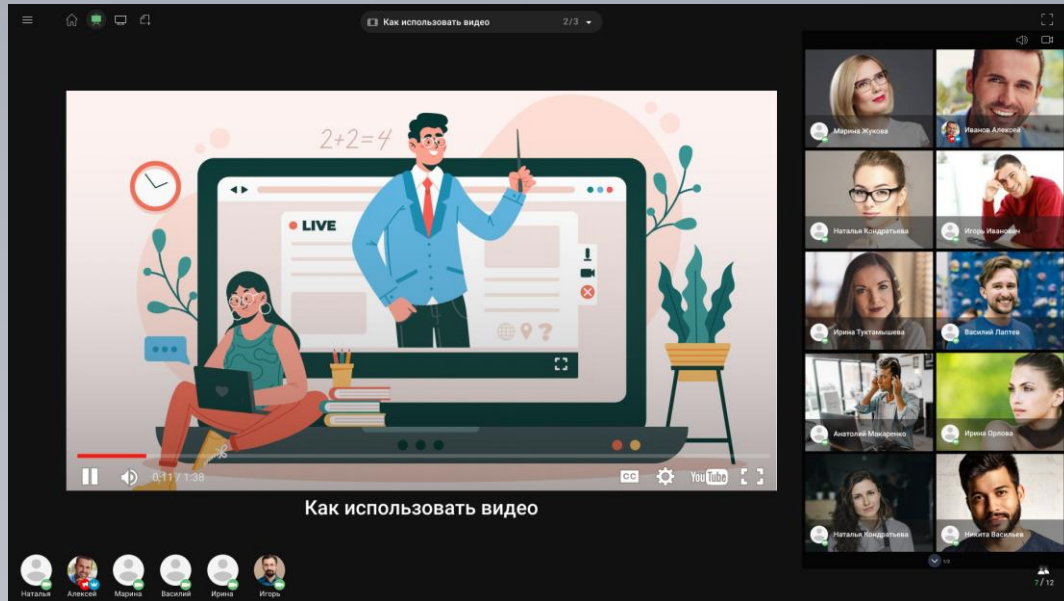 Как использовать видео
2/3
2+2=4
LIVE
?
0:11 / 1:38
CC
YouTube
Как использовать видео
Наталья
Алексей
Марина
Василий
Ирина
Игорь
Марина Жукова
Иванов Алексей
Наталья Кондратьева
Игорь Иванович
Ирина Туктамышева
Василий Лаптев
Анатолий Макаренко
Ирина Орлова
Наталья Кондратьева
Никита Васильев
7/12